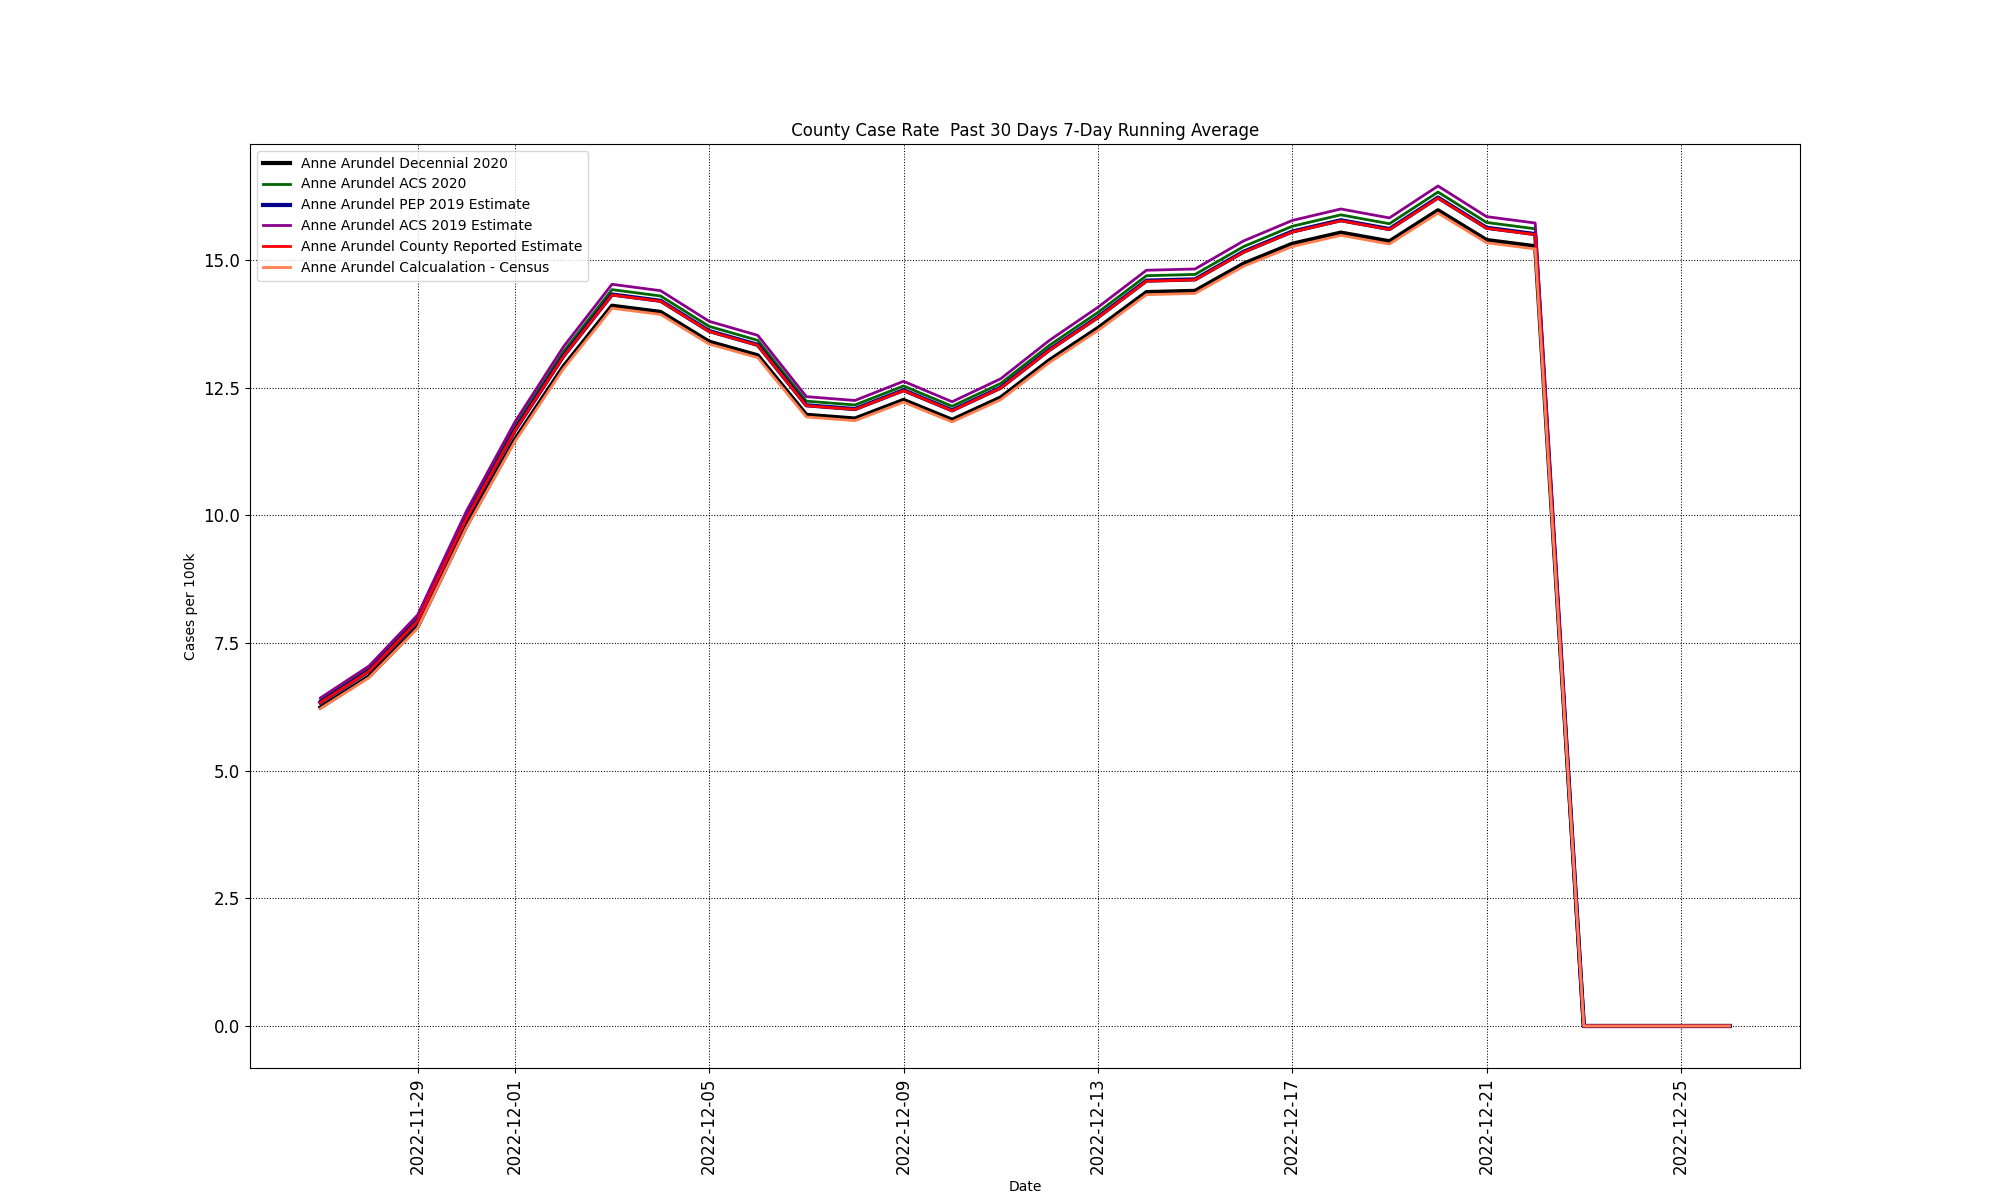 County Case Rate  Past 30 Days 7-Day Running Average
Anne Arundel Decennial 2020
Anne Arundel ACS 2020
Anne Arundel PEP 2019 Estimate
Anne Arundel ACS 2019 Estimate
Anne Arundel County Reported Estimate
Anne Arundel Calcualation - Census
15.0
12.5
10.0
7.5
5.0
2.5
0.0
Cases per 100k
2022-11-29
2022-12-01
2022-12-05
2022-12-09
2022-12-13
2022-12-17
2022-12-21
2022-12-25
Date